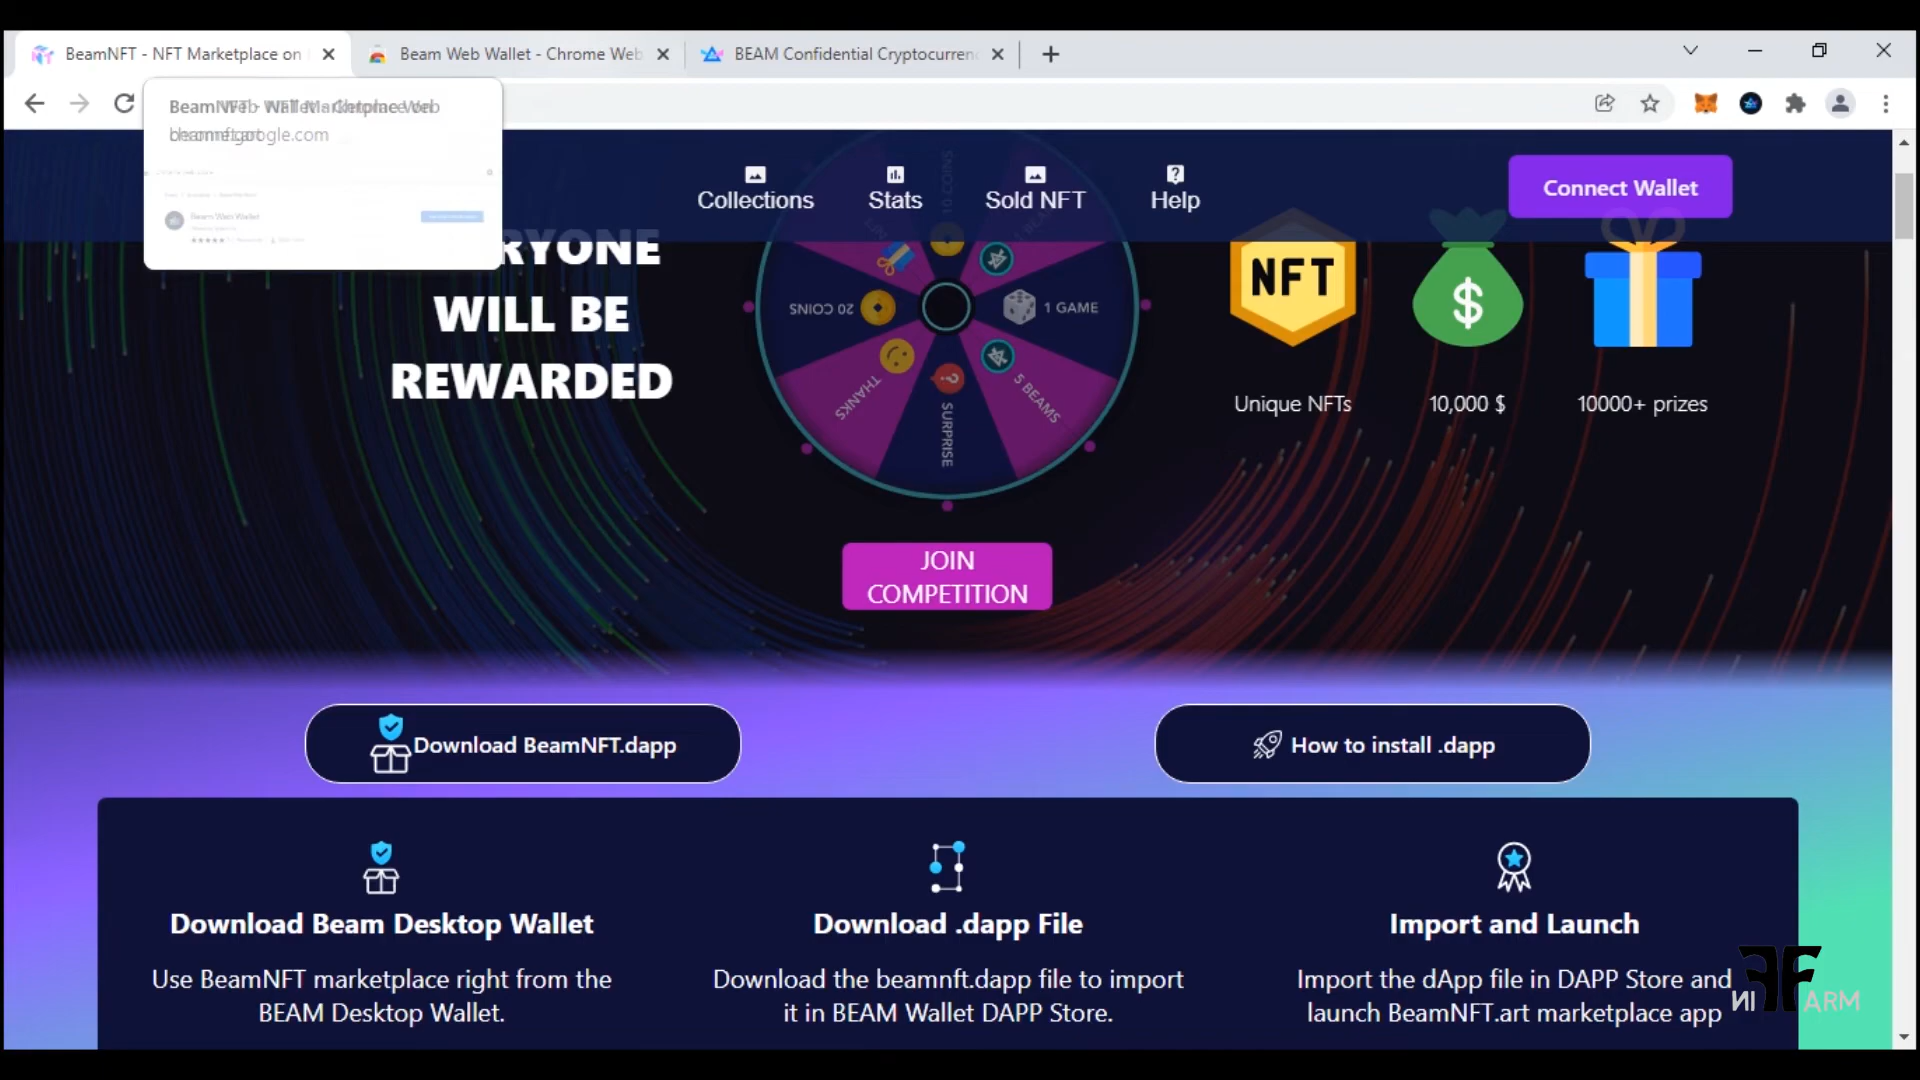 BeamNFT - NFT Marketplace on
Beam Web Wallet - Chrome Web
BEAM Confidential Cryptocurrenc
Collections
Stats
Sold NFT
Help
Connect Wallet
RYONE
WILL BE
REWARDED
10 COINS
20 COINS
1 GAME
THANKS
SURPRISE
5 BEAMS
NFT
$
Unique NFTs
10,000 $
10000+ prizes
JOIN
COMPETITION
Download BeamNFT.dapp
How to install .dapp
Download Beam Desktop Wallet
Use BeamNFT marketplace right from the
BEAM Desktop Wallet.
Download .dapp File
Download the beamnft.dapp file to import
it in BEAM Wallet DAPP Store.
Import and Launch
Import the dApp file in DAPP Store and
launch BeamNFT.art marketplace app